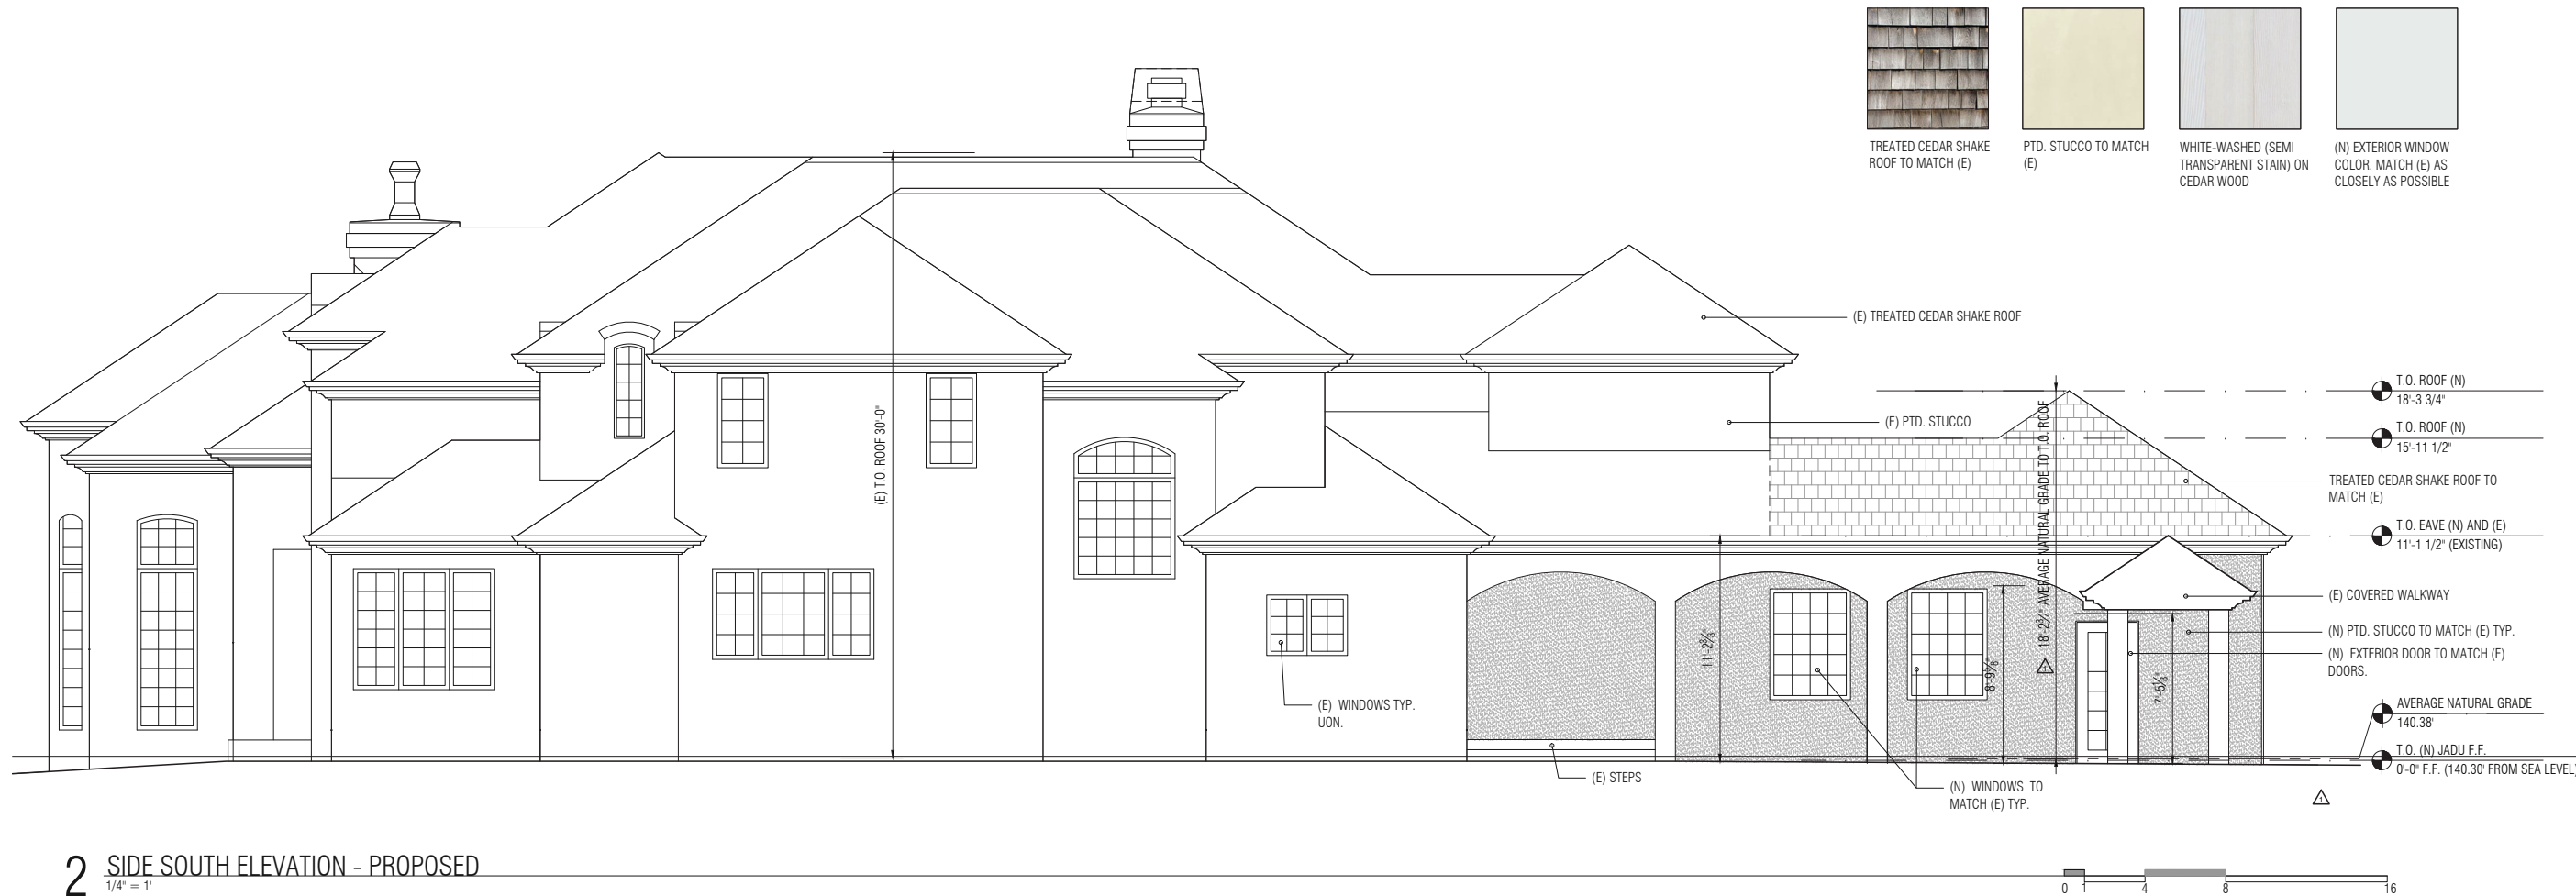 TREATED CEDAR SHAKE
ROOF TO MATCH (E)
PTD. STUCCO TO MATCH
(E)
WHITE-WASHED (SEMI
TRANSPARENT STAIN) ON
CEDAR WOOD
(N) EXTERIOR WINDOW
COLOR. MATCH (E) AS
CLOSELY AS POSSIBLE
(E) TREATED CEDAR SHAKE ROOF
(E) PTD. STUCCO
T.O. ROOF (N)
18'-3 3/4"
T.O. ROOF (N)
15'-11 1/2"
TREATED CEDAR SHAKE ROOF TO
MATCH (E)
T.O. EAVE (N) AND (E)
11'-1 1/2" (EXISTING)
(E) COVERED WALKWAY
(N) PTD. STUCCO TO MATCH (E) TYP.
(N) EXTERIOR DOOR TO MATCH (E)
DOORS.
AVERAGE NATURAL GRADE
140.38'
T.O. (N) JADU F.F.
0'-0" F.F. (140.30' FROM SEA LEVEL)
(E) T.O. ROOF 30'-0"
11'-2⅜"
8'-9⅝"
1 18'-2¾" AVERAGE NATURAL GRADE TO T.O. ROOF
7'-5⅛"
(E) WINDOWS TYP.
UON.
(E) STEPS
(N) WINDOWS TO
MATCH (E) TYP.
1
2 SIDE SOUTH ELEVATION - PROPOSED
1/4" = 1'
0 1 4 8 16